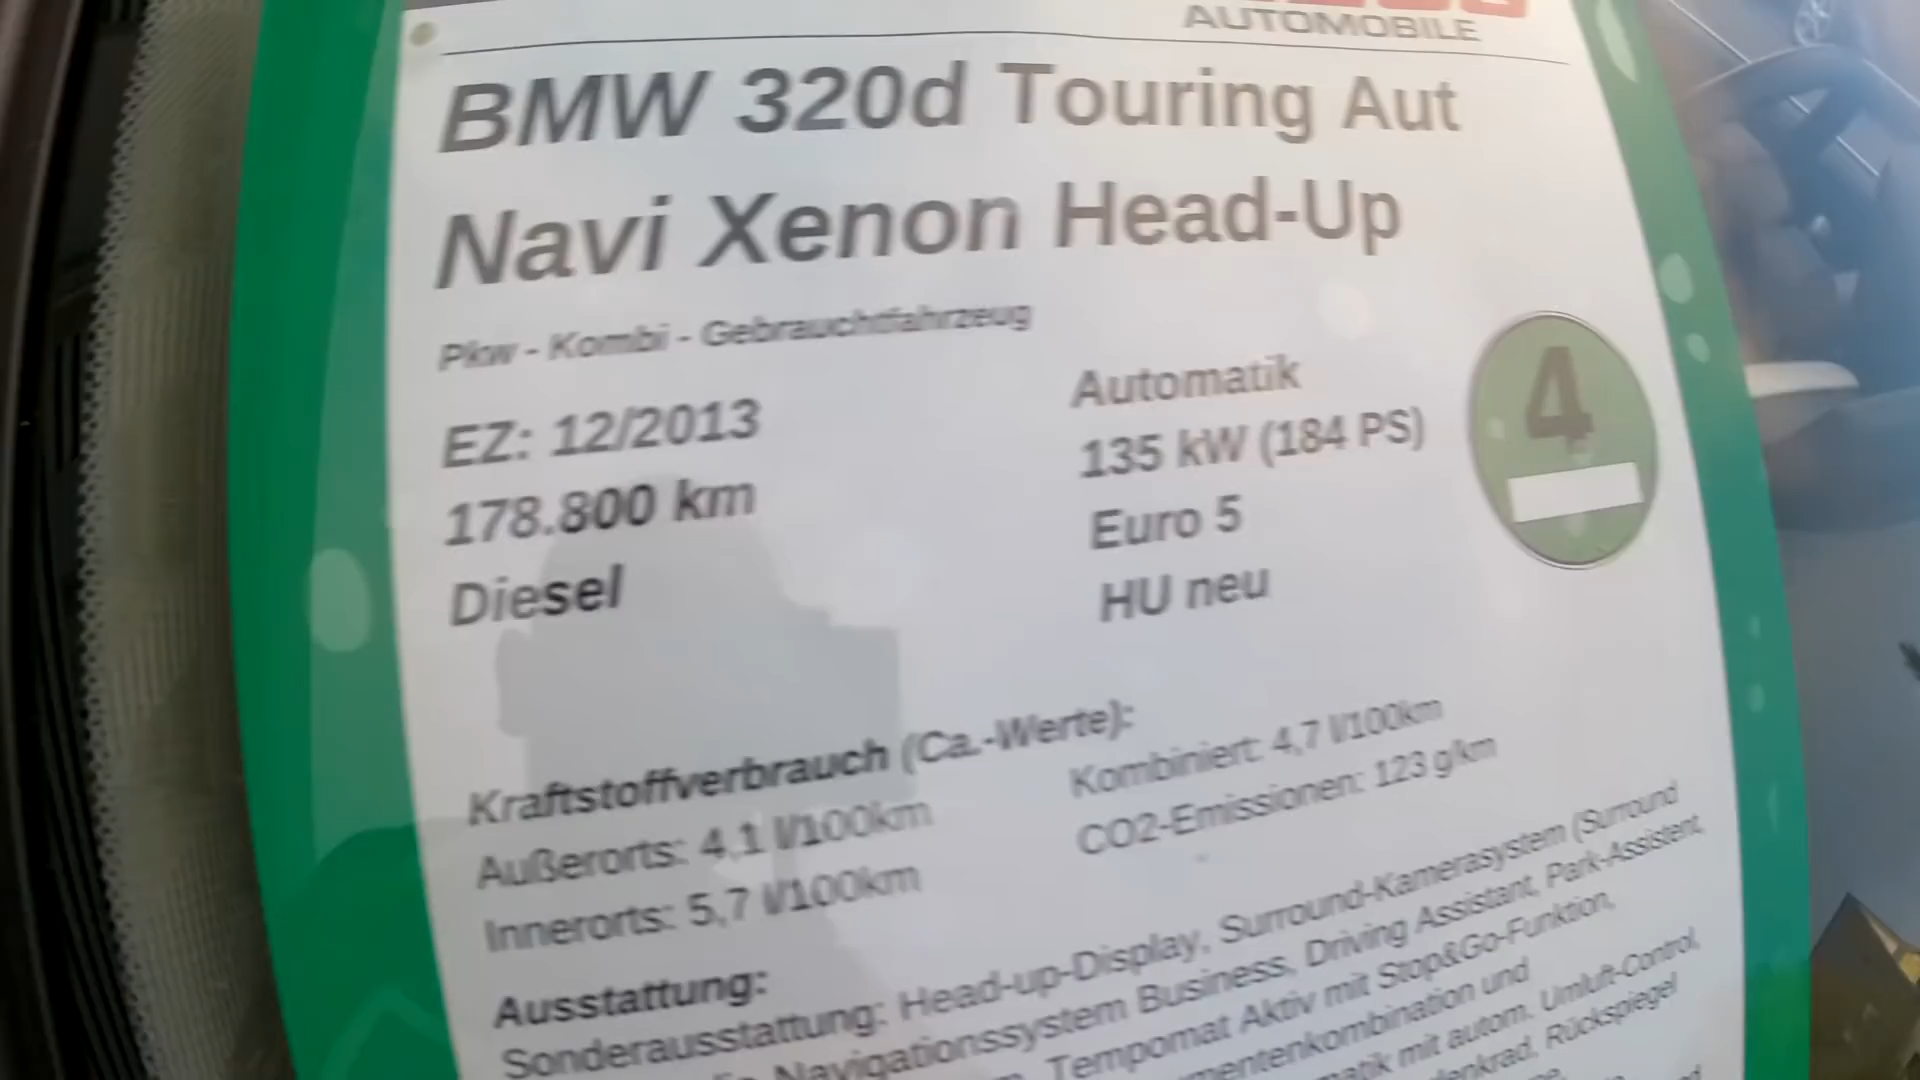 AUTOMOBILE
BMW 320d Touring Aut
Navi Xenon Head-Up
Pkw - Kombi - Gebrauchtfahrzeug
EZ: 12/2013
178.800 km
Diesel
Automatik
135 kW (184 PS)
Euro 5
HU neu
4
Kraftstoffverbrauch (Ca.-Werte):
Außerorts: 4,1 l/100km
Innerorts: 5,7 l/100km
Kombiniert: 4,7 l/100km
CO2-Emissionen: 123 g/km
Ausstattung:
Sonderausstattung: Head-up-Display, Surround-Kamerasystem (Surround
Navigationssystem Business, Driving Assistant, Park-Assistent,
Tempomat Aktiv mit Stop&Go-Funktion,
und
mit autom. Umluft-Control,
Rückspiegel